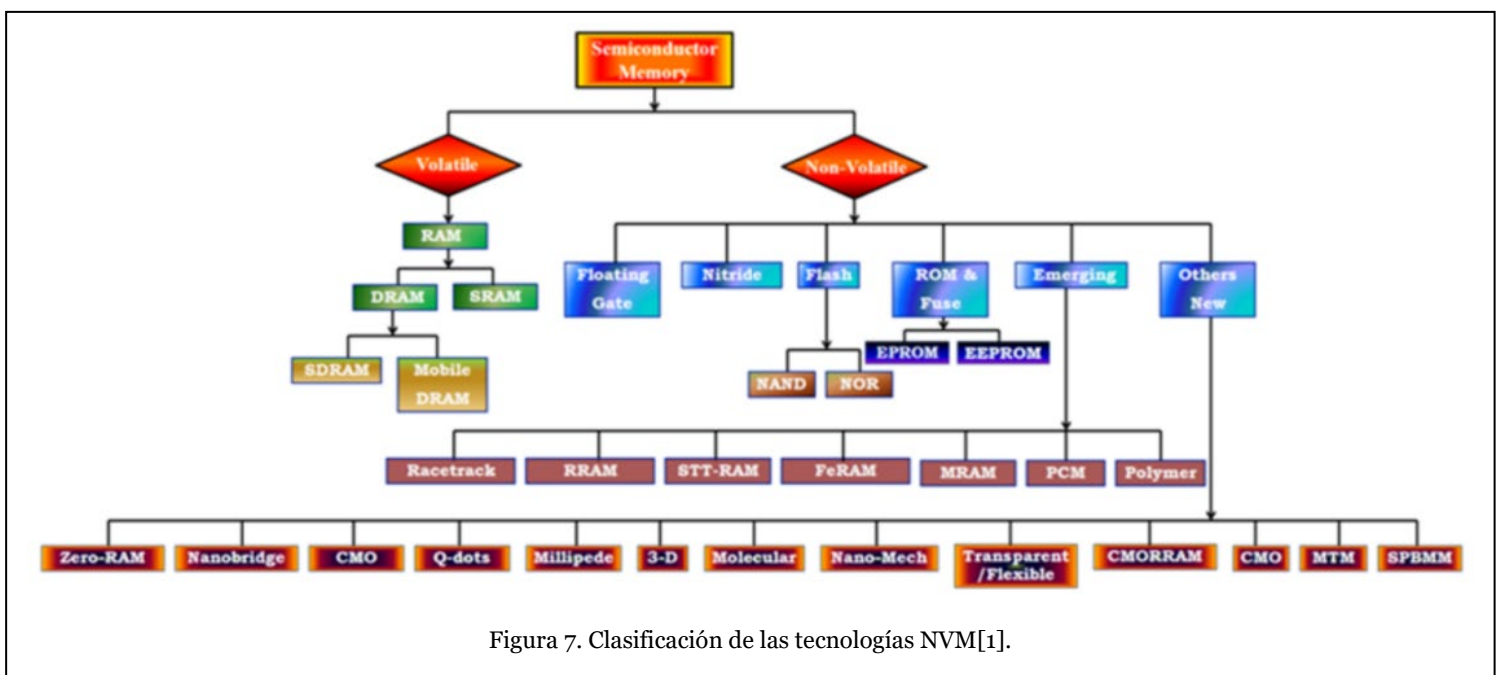 Semiconductor
Memory
Volatile
Non-Volatile
RAM
Floating
Gate
Nitride
Flash
ROM &
Fuse
Emerging
Others
New
DRAM
SRAM
EPROM
EEPROM
SDRAM
Mobile
DRAM
NAND
NOR
Racetrack
RRAM
STT-RAM
FeRAM
MRAM
PCM
Polymer
Zero-RAM
Nanobridge
CMO
Q-dots
Millipede
3-D
Molecular
Nano-Mech
Transparent
/Flexible
CMORRAM
CMO
MTM
SPBMM
Figura 7. Clasificación de las tecnologías NVM[1].